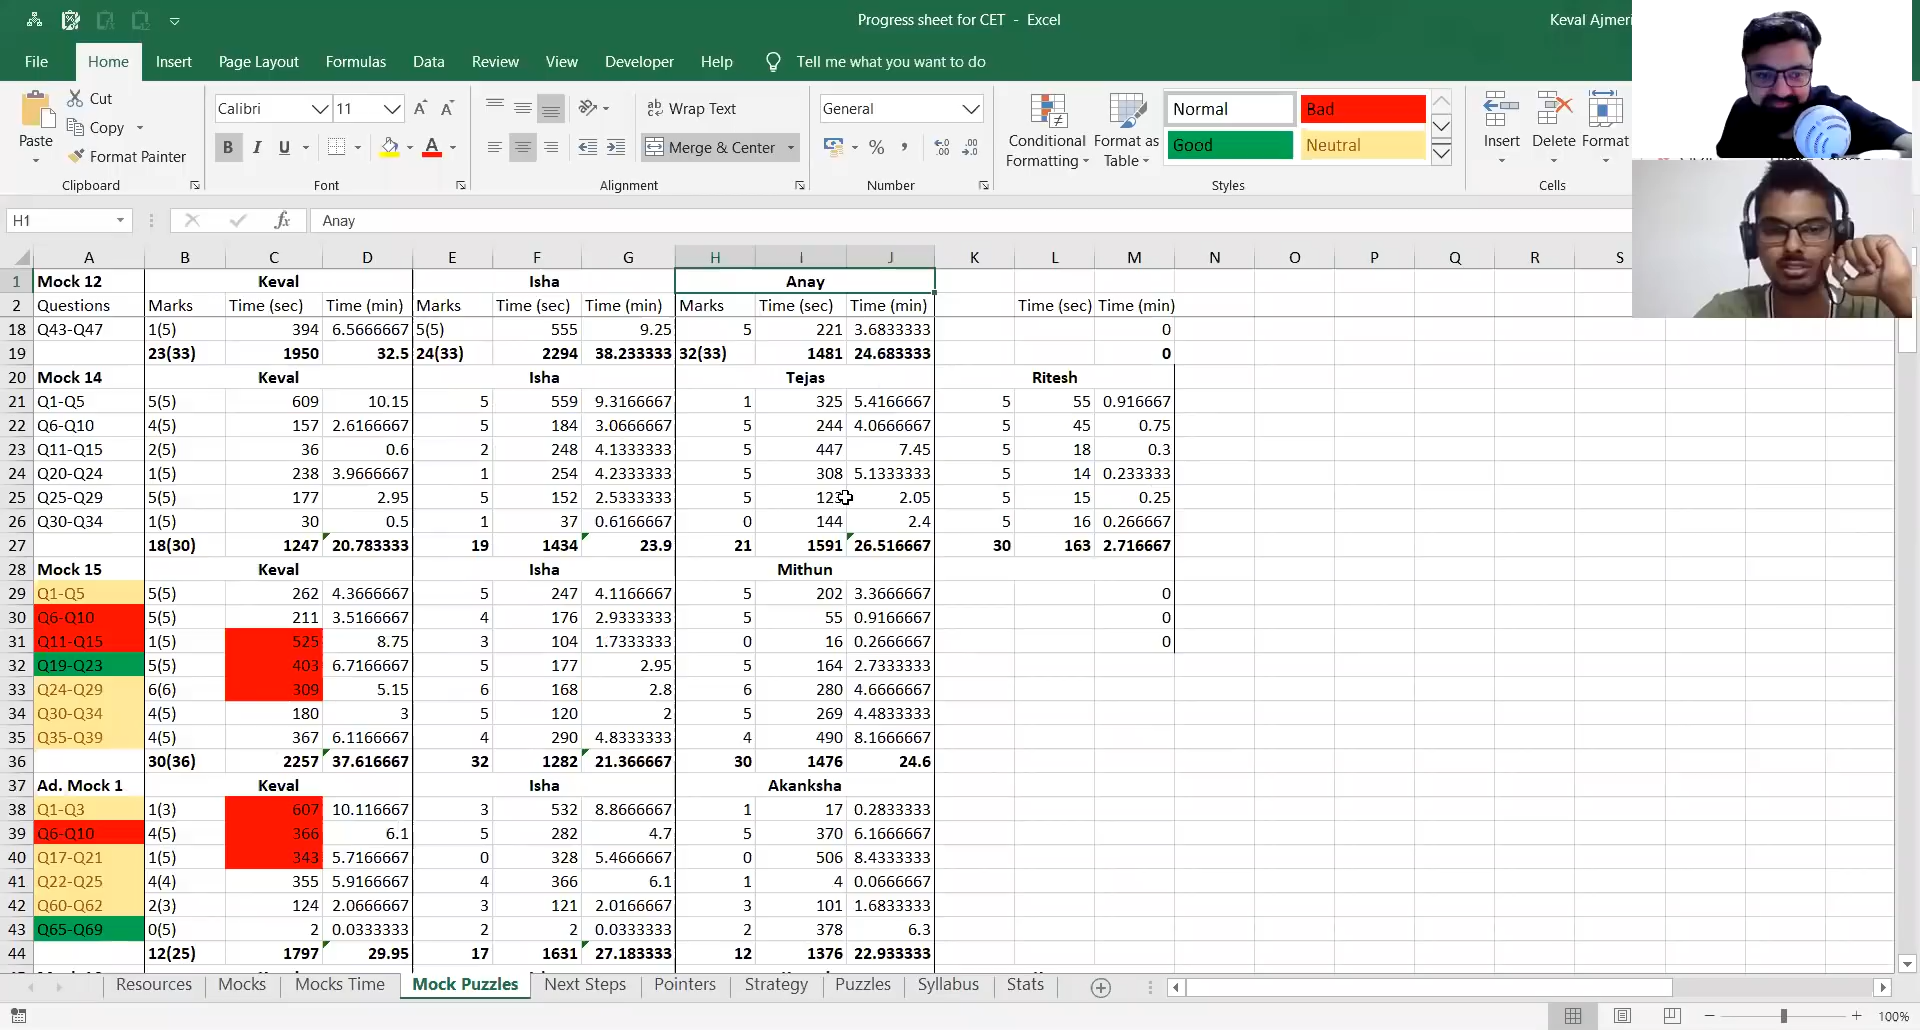 Progress sheet for CET - Excel
Keval Ajmeri
File Home Insert Page Layout Formulas Data Review View Developer Help Tell me what you want to do
Paste
Cut
Copy
Format Painter
Clipboard
Calibri 11
B I U
Font
Wrap Text
Merge & Center
Alignment
General
Number
Conditional Formatting
Format as Table
Normal Bad
Good Neutral
Styles
Insert Delete Format
Cells
H1 fx Anay
A B C D E F G H I J K L M N O P Q R S
1 Mock 12 Keval Isha Anay
2 Questions Marks Time (sec) Time (min) Marks Time (sec) Time (min) Marks Time (sec) Time (min) Time (sec) Time (min)
18 Q43-Q47 1(5) 394 6.5666667 5(5) 555 9.25 5 221 3.6833333 0
19 23(33) 1950 32.5 24(33) 2294 38.233333 32(33) 1481 24.683333 0
20 Mock 14 Keval Isha Tejas Ritesh
21 Q1-Q5 5(5) 609 10.15 5 559 9.3166667 1 325 5.4166667 5 55 0.916667
22 Q6-Q10 4(5) 157 2.6166667 5 184 3.0666667 5 244 4.0666667 5 45 0.75
23 Q11-Q15 2(5) 36 0.6 2 248 4.1333333 5 447 7.45 5 18 0.3
24 Q20-Q24 1(5) 238 3.9666667 1 254 4.2333333 5 308 5.1333333 5 14 0.233333
25 Q25-Q29 5(5) 177 2.95 5 152 2.5333333 5 123 2.05 5 15 0.25
26 Q30-Q34 1(5) 30 0.5 1 37 0.6166667 0 144 2.4 5 16 0.266667
27 18(30) 1247 20.783333 19 1434 23.9 21 1591 26.516667 30 163 2.716667
28 Mock 15 Keval Isha Mithun
29 Q1-Q5 5(5) 262 4.3666667 5 247 4.1166667 5 202 3.3666667 0
30 Q6-Q10 5(5) 211 3.5166667 4 176 2.9333333 5 55 0.9166667 0
31 Q11-Q15 1(5) 525 8.75 3 104 1.7333333 0 16 0.2666667 0
32 Q19-Q23 5(5) 403 6.7166667 5 177 2.95 5 164 2.7333333
33 Q24-Q29 6(6) 309 5.15 6 168 2.8 6 280 4.6666667
34 Q30-Q34 4(5) 180 3 5 120 2 5 269 4.4833333
35 Q35-Q39 4(5) 367 6.1166667 4 290 4.8333333 4 490 8.1666667
36 30(36) 2257 37.616667 32 1282 21.366667 30 1476 24.6
37 Ad. Mock 1 Keval Isha Akanksha
38 Q1-Q3 1(3) 607 10.116667 3 532 8.8666667 1 17 0.2833333
39 Q6-Q10 4(5) 366 6.1 5 282 4.7 5 370 6.1666667
40 Q17-Q21 1(5) 343 5.7166667 0 328 5.4666667 0 506 8.4333333
41 Q22-Q25 4(4) 355 5.9166667 4 366 6.1 1 4 0.0666667
42 Q60-Q62 2(3) 124 2.0666667 3 121 2.0166667 3 101 1.6833333
43 Q65-Q69 0(5) 2 0.0333333 2 2 0.0333333 2 378 6.3
44 12(25) 1797 29.95 17 1631 27.183333 12 1376 22.933333
Resources Mocks Mocks Time Mock Puzzles Next Steps Pointers Strategy Puzzles Syllabus Stats
100%